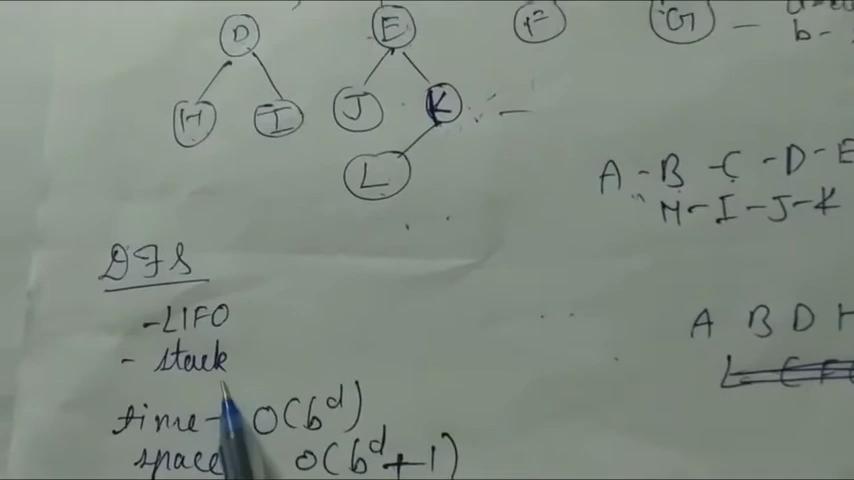 D E F G -
b-
H I J K -
L
A - B - C - D - E
H - I - J - K
DFS
- LIFO
- stack
A B D H
time - O(b^d)
space O(b^d+1)